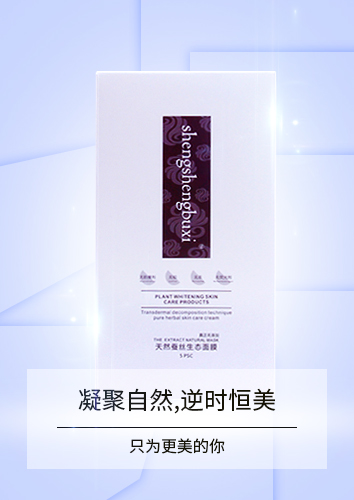 shengshengbuxi
PLANT WHITENING SKIN
CARE PRODUCTS
Transdermal decomposition technique
pure herbal skin care cream
THE EXTRACT NATURAL MASK
天然蚕丝生态面膜
5 PSC
凝聚自然,逆时恒美
只为更美的你